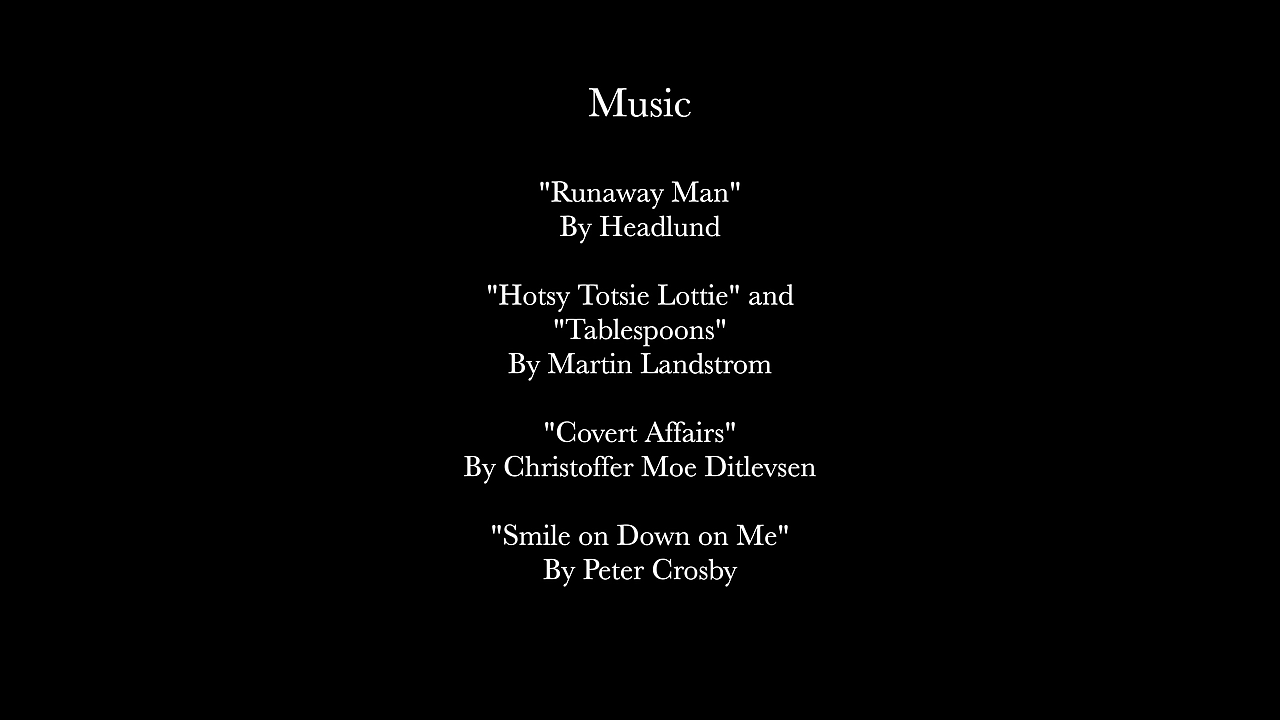 Music
"Runaway Man"
By Headlund
"Hotsy Totsie Lottie" and
"Tablespoons"
By Martin Landstrom
"Covert Affairs"
By Christoffer Moe Ditlevsen
"Smile on Down on Me"
By Peter Crosby